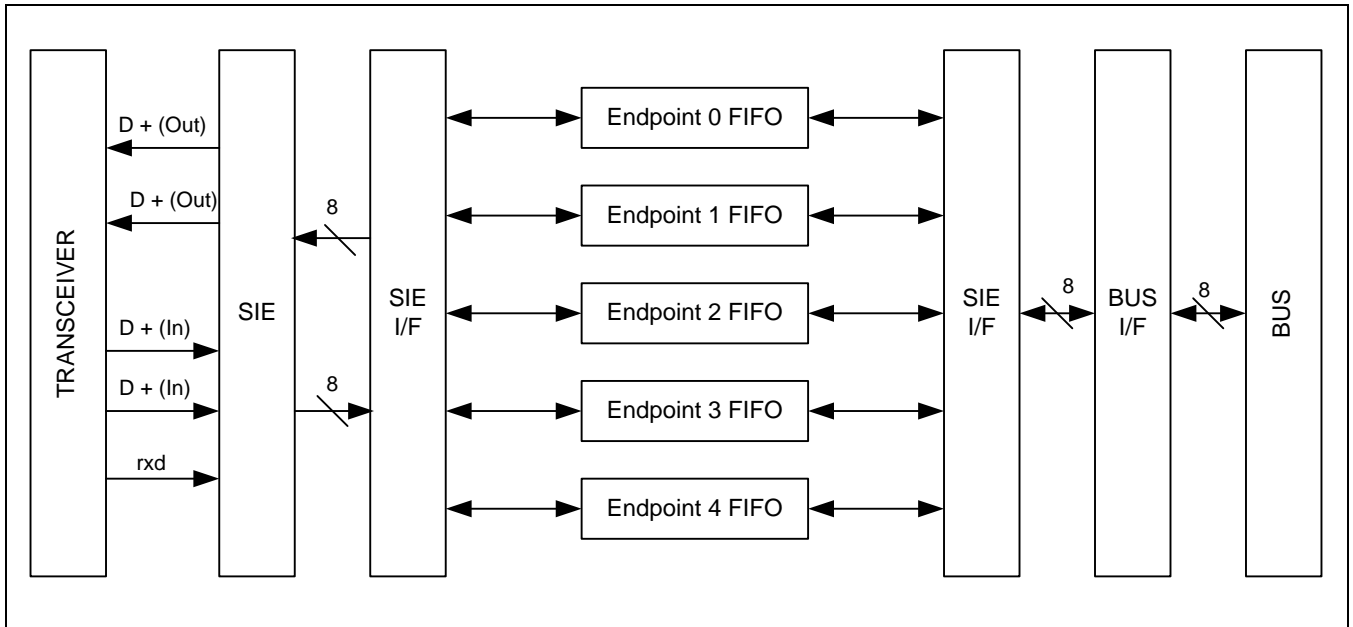 TRANSCEIVER
D + (Out)
D + (Out)
D + (In)
D + (In)
rxd
SIE
8
8
SIE
I/F
Endpoint 0 FIFO
Endpoint 1 FIFO
Endpoint 2 FIFO
Endpoint 3 FIFO
Endpoint 4 FIFO
SIE
I/F
8
BUS
I/F
8
BUS